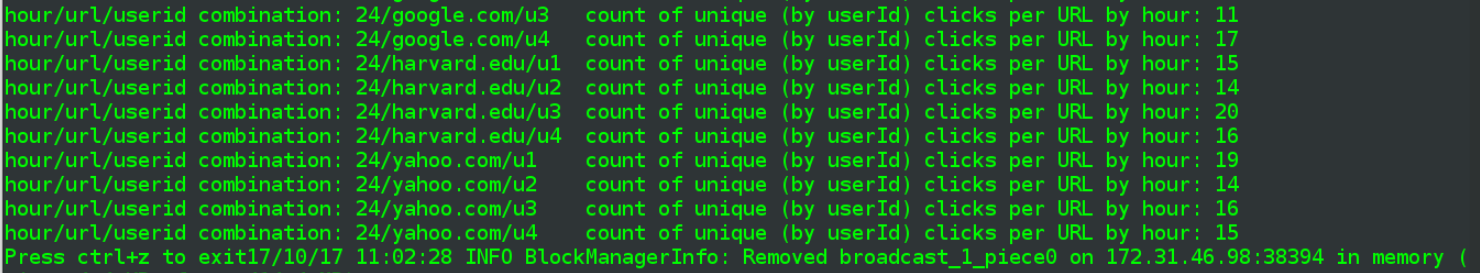 hour/url/userid combination: 24/google.com/u3   count of unique (by userId) clicks per URL by hour: 11
hour/url/userid combination: 24/google.com/u4   count of unique (by userId) clicks per URL by hour: 17
hour/url/userid combination: 24/harvard.edu/u1  count of unique (by userId) clicks per URL by hour: 15
hour/url/userid combination: 24/harvard.edu/u2  count of unique (by userId) clicks per URL by hour: 14
hour/url/userid combination: 24/harvard.edu/u3  count of unique (by userId) clicks per URL by hour: 20
hour/url/userid combination: 24/harvard.edu/u4  count of unique (by userId) clicks per URL by hour: 16
hour/url/userid combination: 24/yahoo.com/u1    count of unique (by userId) clicks per URL by hour: 19
hour/url/userid combination: 24/yahoo.com/u2    count of unique (by userId) clicks per URL by hour: 14
hour/url/userid combination: 24/yahoo.com/u3    count of unique (by userId) clicks per URL by hour: 16
hour/url/userid combination: 24/yahoo.com/u4    count of unique (by userId) clicks per URL by hour: 15
Press ctrl+z to exit17/10/17 11:02:28 INFO BlockManagerInfo: Removed broadcast_1_piece0 on 172.31.46.98:38394 in memory (